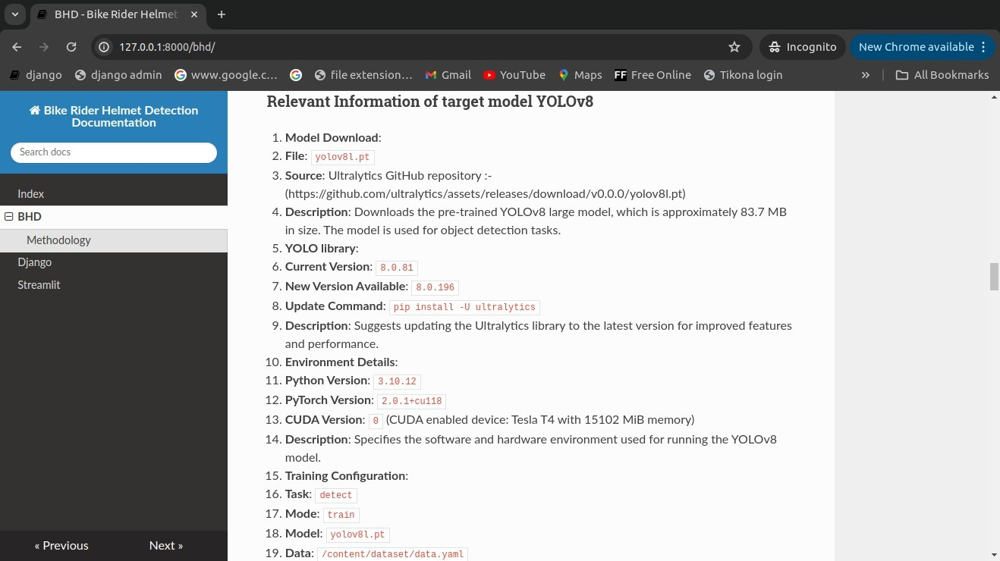 BHD - Bike Rider Helmet
127.0.0.1:8000/bhd/
Incognito
New Chrome available
django
django admin
www.google.c...
file extension...
Gmail
YouTube
Maps
FF Free Online
Tikona login
»
All Bookmarks
Bike Rider Helmet Detection
Documentation
Search docs
Index
BHD
Methodology
Django
Streamlit
« Previous
Next »
Relevant Information of target model YOLOv8
1. Model Download:
2. File: yolov8l.pt
3. Source: Ultralytics GitHub repository :-
(https://github.com/ultralytics/assets/releases/download/v0.0.0/yolov8l.pt)
4. Description: Downloads the pre-trained YOLOv8 large model, which is approximately 83.7 MB
in size. The model is used for object detection tasks.
5. YOLO library:
6. Current Version: 8.0.81
7. New Version Available: 8.0.196
8. Update Command: pip install -U ultralytics
9. Description: Suggests updating the Ultralytics library to the latest version for improved features
and performance.
10. Environment Details:
11. Python Version: 3.10.12
12. PyTorch Version: 2.0.1+cu118
13. CUDA Version: 0 (CUDA enabled device: Tesla T4 with 15102 MiB memory)
14. Description: Specifies the software and hardware environment used for running the YOLOv8
model.
15. Training Configuration:
16. Task: detect
17. Mode: train
18. Model: yolov8l.pt
19. Data: /content/dataset/data.yaml